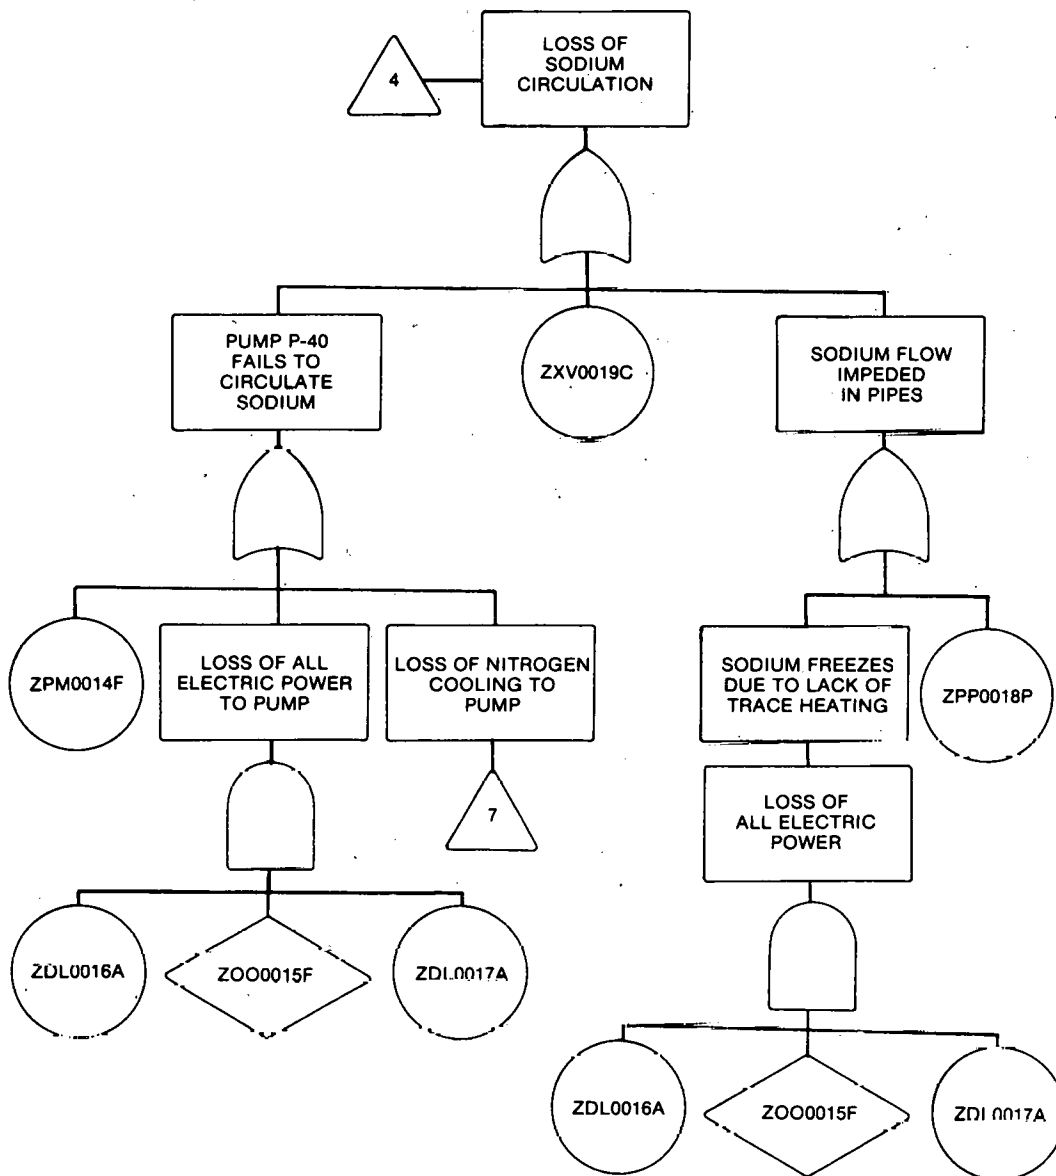 4
LOSS OF
SODIUM
CIRCULATION
PUMP P-40
FAILS TO
CIRCULATE
SODIUM
ZXV0019C
SODIUM FLOW
IMPEDED
IN PIPES
ZPM0014F
LOSS OF ALL
ELECTRIC POWER
TO PUMP
LOSS OF NITROGEN
COOLING TO
PUMP
SODIUM FREEZES
DUE TO LACK OF
TRACE HEATING
ZPP0018P
7
LOSS OF
ALL ELECTRIC
POWER
ZDL0016A
ZOO0015F
ZDL0017A
ZDL0016A
ZOO0015F
ZDL0017A